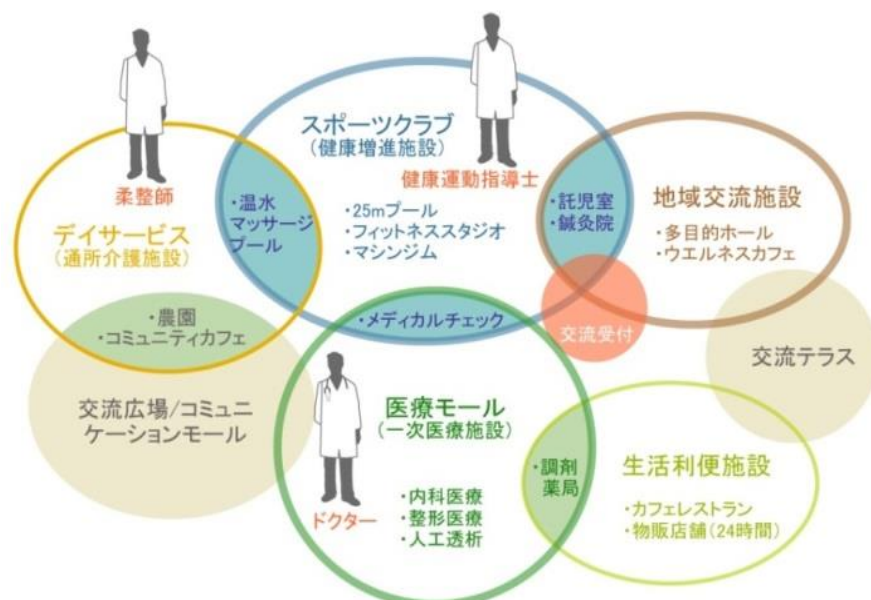 スポーツクラブ
(健康増進施設)
柔整師
健康運動指導士
・温水
マッサージ
プール
・託児室
・鍼灸院
地域交流施設
デイサービス
(通所介護施設)
・25mプール
・フィットネススタジオ
・マシンジム
・多目的ホール
・ウエルネスカフェ
・農園
・コミュニティカフェ
・メディカルチェック
交流受付
交流テラス
交流広場/コミュニ
ケーションモール
医療モール
(一次医療施設)
・調剤
薬局
生活利便施設
ドクター
・内科医療
・整形医療
・人工透析
・カフェレストラン
・物販店舗(24時間)